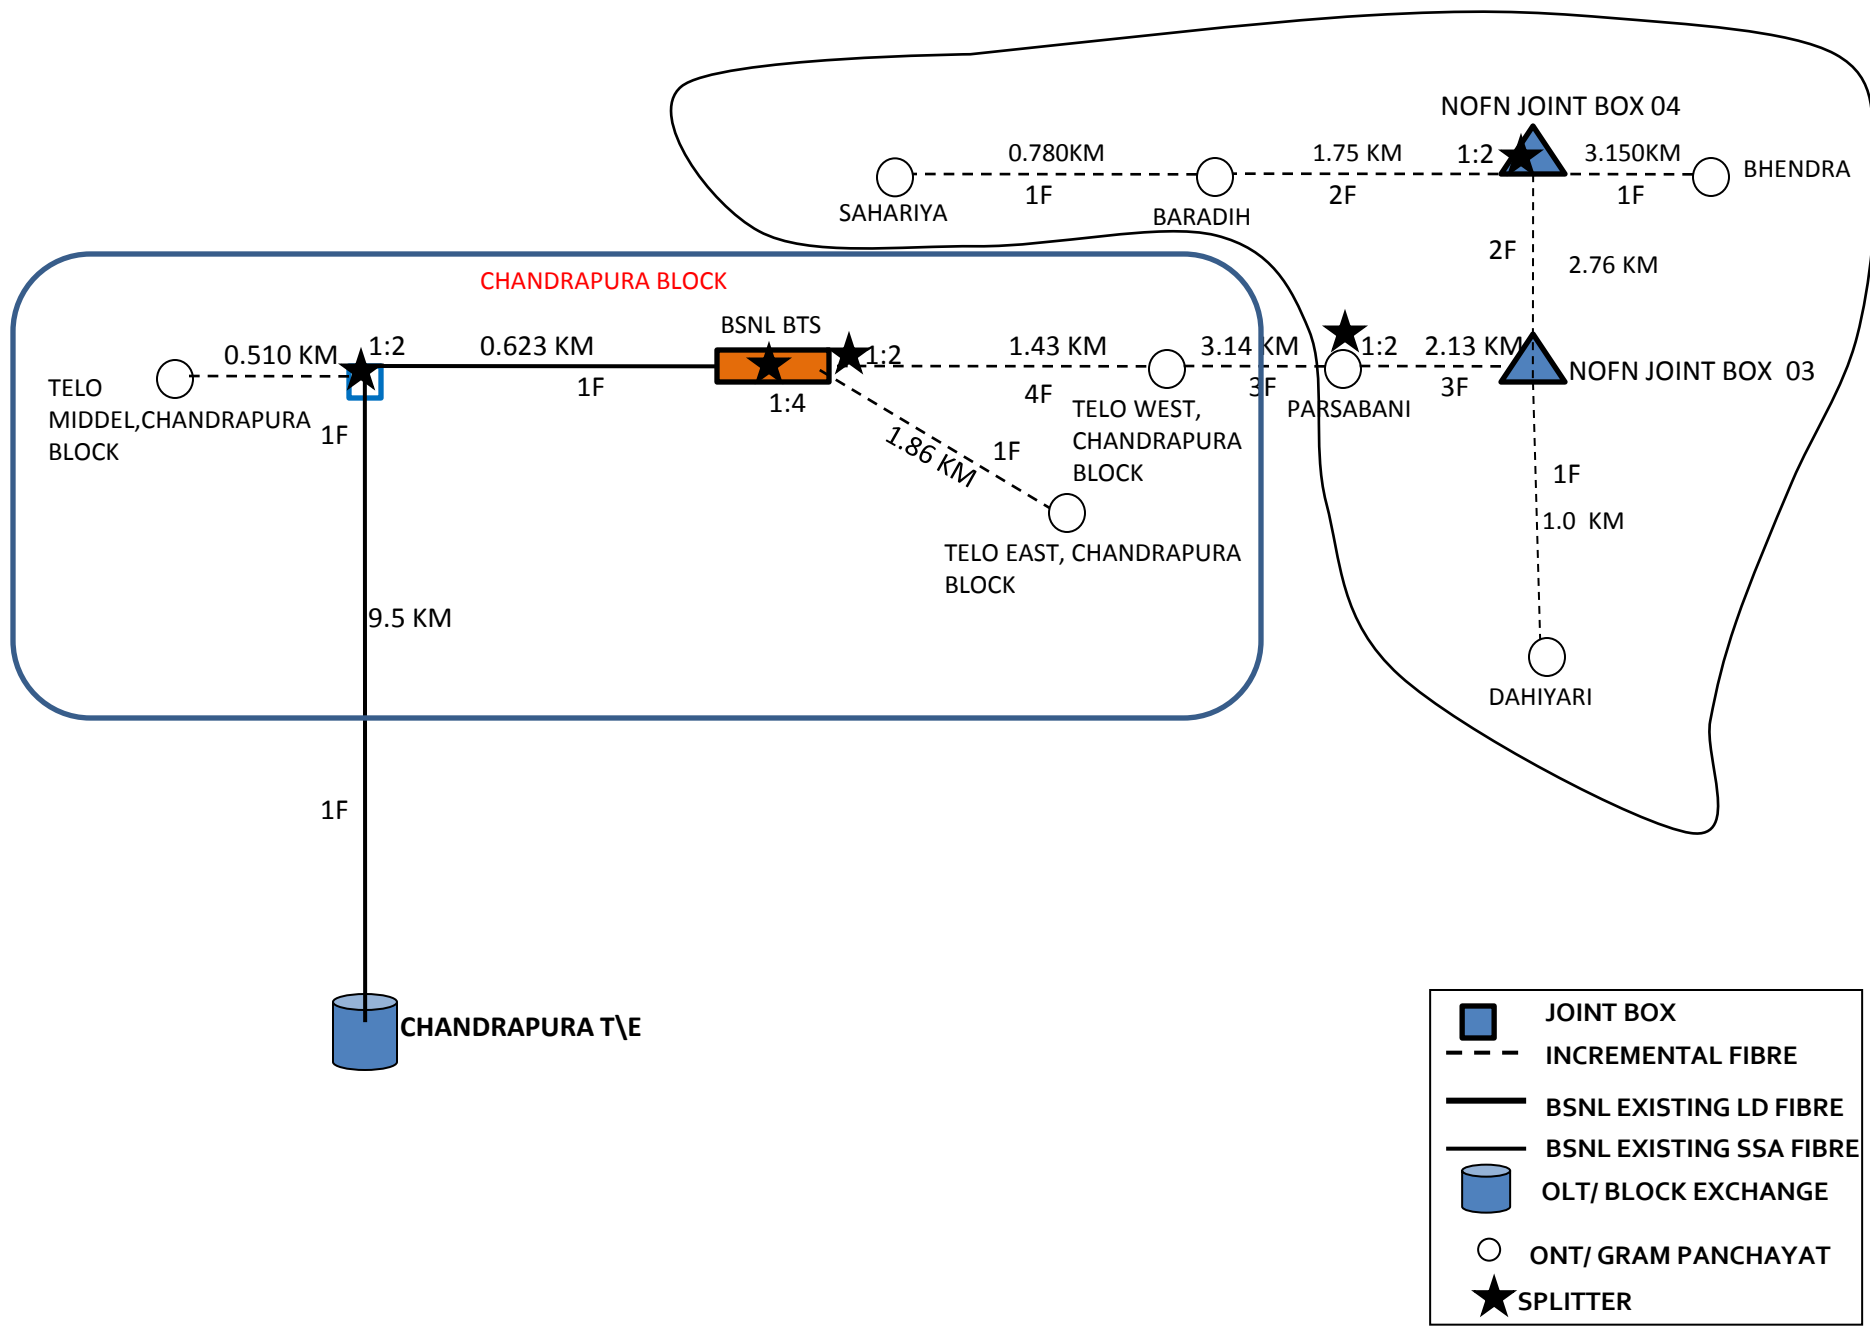 NOFN JOINT BOX 04
0.780KM
1.75 KM
1:2
3.150KM
BHENDRA
1F
2F
1F
SAHARIYA
BARADIH
2F
2.76 KM
CHANDRAPURA BLOCK
BSNL BTS
0.510 KM
1:2
0.623 KM
1:2
1.43 KM
3.14 KM
1:2
2.13 KM
NOFN JOINT BOX 03
1F
1:4
4F
3F
PARSABANI
3F
TELO
MIDDEL,CHANDRAPURA
BLOCK
1F
TELO WEST,
CHANDRAPURA
BLOCK
1.86 KM
1F
1F
1.0 KM
TELO EAST, CHANDRAPURA
BLOCK
9.5 KM
DAHIYARI
1F
CHANDRAPURA T\E
JOINT BOX
INCREMENTAL FIBRE
BSNL EXISTING LD FIBRE
BSNL EXISTING SSA FIBRE
OLT/ BLOCK EXCHANGE
ONT/ GRAM PANCHAYAT
SPLITTER